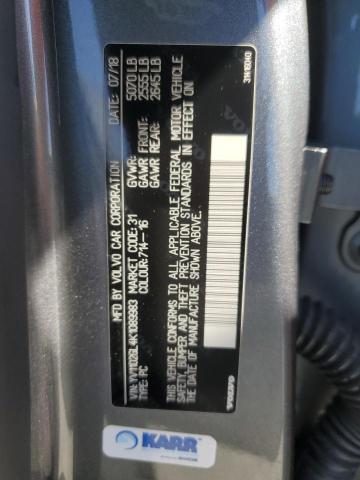 MFD BY VOLVO CAR CORPORATION DATE: 07/18
GVWR: 5070 LB
GAWR FRONT: 2555 LB
GAWR REAR: 2645 LB
MARKET CODE: 31
COLOUR: 714-16
TYPE: PC
THIS VEHICLE CONFORMS TO ALL APPLICABLE FEDERAL MOTOR VEHICLE
SAFETY, BUMPER AND THEFT PREVENTION STANDARDS IN EFFECT ON
THE DATE OF MANUFACTURE SHOWN ABOVE.
VOLVO
KARR